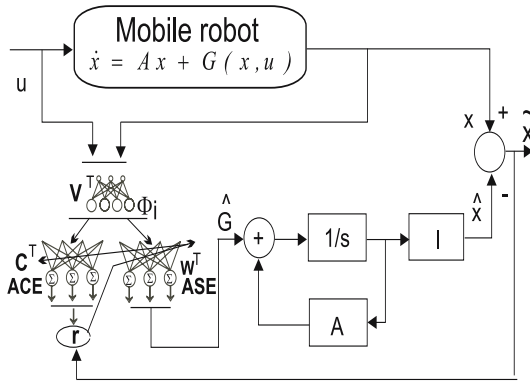 Mobile robot
ẋ = Ax + G ( x, u )
u
x
+
x̃
V^T
Φi
Ĝ
+
1/s
I
x̂
-
C^T
W^T
ACE
ASE
Σ Σ Σ
Σ Σ Σ
A
r